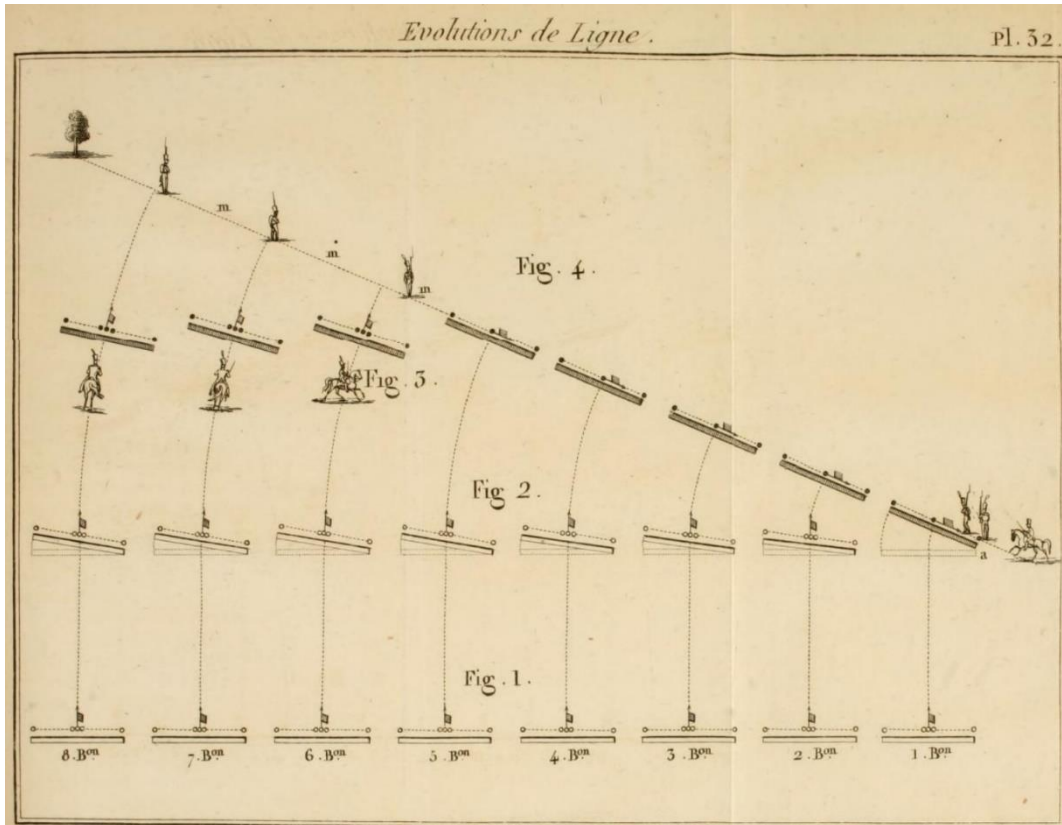 Evolutions de Ligne.
Pl. 32
m
m
m
Fig. 4.
Fig. 3.
Fig 2.
a
Fig. 1.
8. Bon. 7. Bon. 6. Bon. 5. Bon. 4. Bon. 3. Bon. 2. Bon. 1. Bon.